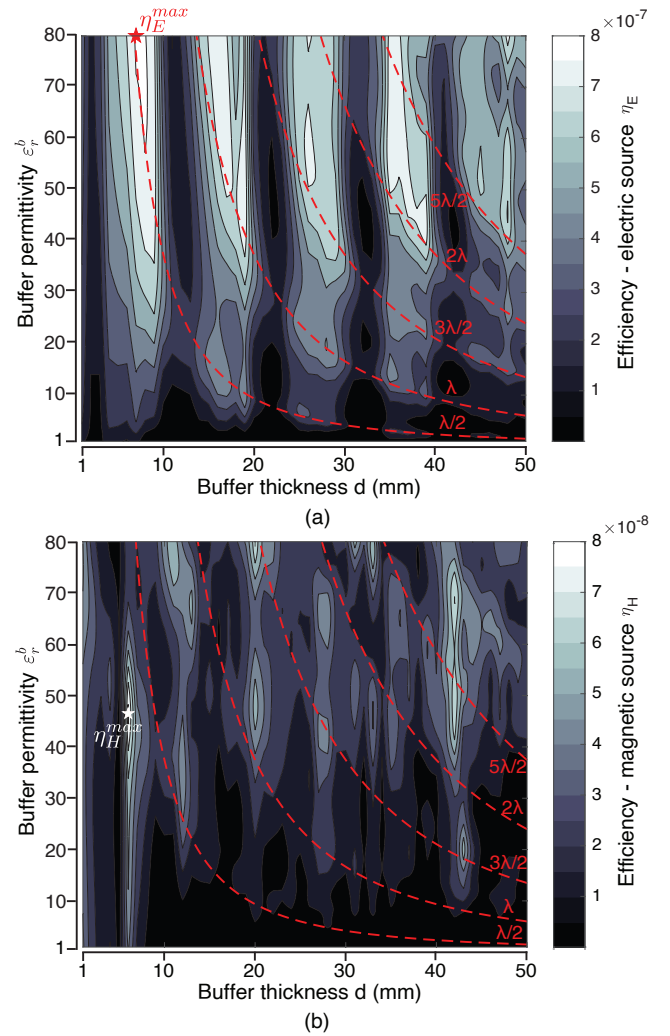 η_E^{max}
×10⁻⁷
80
70
60
50
40
30
20
10
1
Buffer permittivity ε_r^b
5λ/2
2λ
3λ/2
λ
λ/2
1
10
20
30
40
50
Buffer thickness d (mm)
8
7
6
5
4
3
2
1
Efficiency - electric source η_E
(a)
×10⁻⁸
80
70
60
50
40
30
20
10
1
Buffer permittivity ε_r^b
η_H^{max}
5λ/2
2λ
3λ/2
λ
λ/2
1
10
20
30
40
50
Buffer thickness d (mm)
8
7
6
5
4
3
2
1
Efficiency - magnetic source η_H
(b)